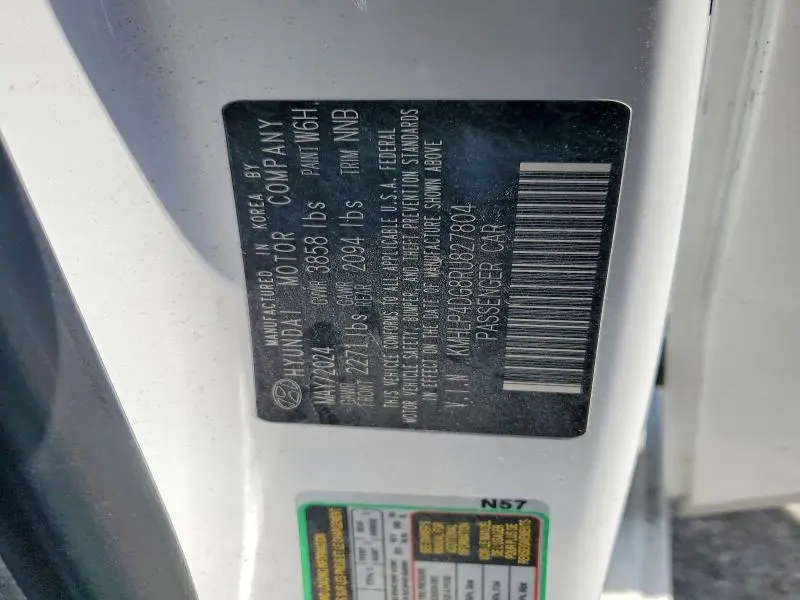 MANUFACTURED IN KOREA BY
HYUNDAI MOTOR COMPANY
MAY/2024 GVWR 3858 lbs PAINT W6H
GAWR FRONT 2271 lbs GAWR REAR 2094 lbs TRIM NNB
THIS VEHICLE CONFORMS TO ALL APPLICABLE U.S.A. FEDERAL
MOTOR VEHICLE SAFETY, BUMPER, AND THEFT PREVENTION STANDARDS
IN EFFECT ON THE DATE OF MANUFACTURE SHOWN ABOVE
V.I.N / KMHLP4DG8RU827804
PASSENGER CAR
N57